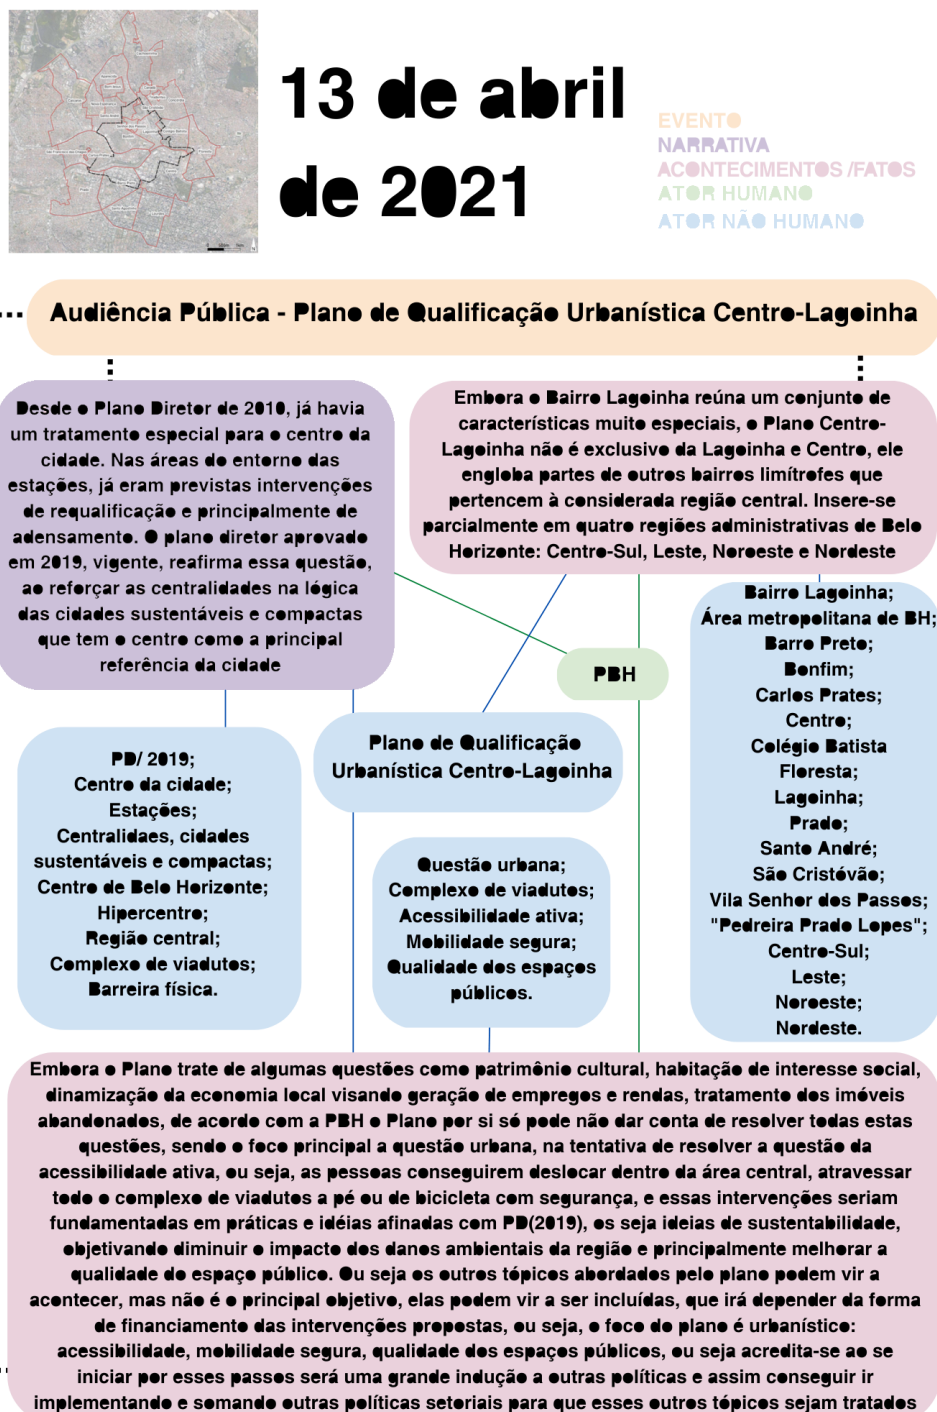 13 de abril
de 2021
EVENTO
NARRATIVA
ACONTECIMENTOS /FATOS
ATOR HUMANO
ATOR NÃO HUMANO
Audiência Pública - Plano de Qualificação Urbanística Centro-Lagoinha
Desde o Plano Diretor de 2010, já havia
um tratamento especial para o centro da
cidade. Nas áreas do entorno das
estações, já eram previstas intervenções
de requalificação e principalmente de
adensamento. O plano diretor aprovado
em 2019, vigente, reafirma essa questão,
ao reforçar as centralidades na lógica
das cidades sustentáveis e compactas
que tem o centro como a principal
referência da cidade
Embora o Bairro Lagoinha reúna um conjunto de
características muito especiais, o Plano Centro-
Lagoinha não é exclusivo da Lagoinha e Centro, ele
engloba partes de outros bairros limítrofes que
pertencem à considerada região central. Insere-se
parcialmente em quatro regiões administrativas de Belo
Horizonte: Centro-Sul, Leste, Noroeste e Nordeste
PBH
Bairro Lagoinha;
Área metropolitana de BH;
Barro Preto;
Bonfim;
Carlos Prates;
Centro;
Colégio Batista
Floresta;
Lagoinha;
Prado;
Santo André;
São Cristóvão;
Vila Senhor dos Passos;
"Pedreira Prado Lopes";
Centro-Sul;
Leste;
Noroeste;
Nordeste.
Plano de Qualificação
Urbanística Centro-Lagoinha
PD/ 2019;
Centro da cidade;
Estações;
Centralidaes, cidades
sustentáveis e compactas;
Centro de Belo Horizonte;
Hipercentro;
Região central;
Complexo de viadutos;
Barreira física.
Questão urbana;
Complexo de viadutos;
Acessibilidade ativa;
Mobilidade segura;
Qualidade dos espaços
públicos.
Embora o Plano trate de algumas questões como patrimônio cultural, habitação de interesse social,
dinamização da economia local visando geração de empregos e rendas, tratamento dos imóveis
abandonados, de acordo com a PBH o Plano por si só pode não dar conta de resolver todas estas
questões, sendo o foco principal a questão urbana, na tentativa de resolver a questão da
acessibilidade ativa, ou seja, as pessoas conseguirem deslocar dentro da área central, atravessar
todo o complexo de viadutos a pé ou de bicicleta com segurança, e essas intervenções seriam
fundamentadas em práticas e idéias afinadas com PD(2019), os seja ideias de sustentabilidade,
objetivando diminuir o impacto dos danos ambientais da região e principalmente melhorar a
qualidade do espaço público. Ou seja os outros tópicos abordados pelo plano podem vir a
acontecer, mas não é o principal objetivo, elas podem vir a ser incluídas, que irá depender da forma
de financiamento das intervenções propostas, ou seja, o foco do plano é urbanístico:
acessibilidade, mobilidade segura, qualidade dos espaços públicos, ou seja acredita-se ao se
iniciar por esses passos será uma grande indução a outras políticas e assim conseguir ir
implementando e somando outras políticas setoriais para que esses outros tópicos sejam tratados